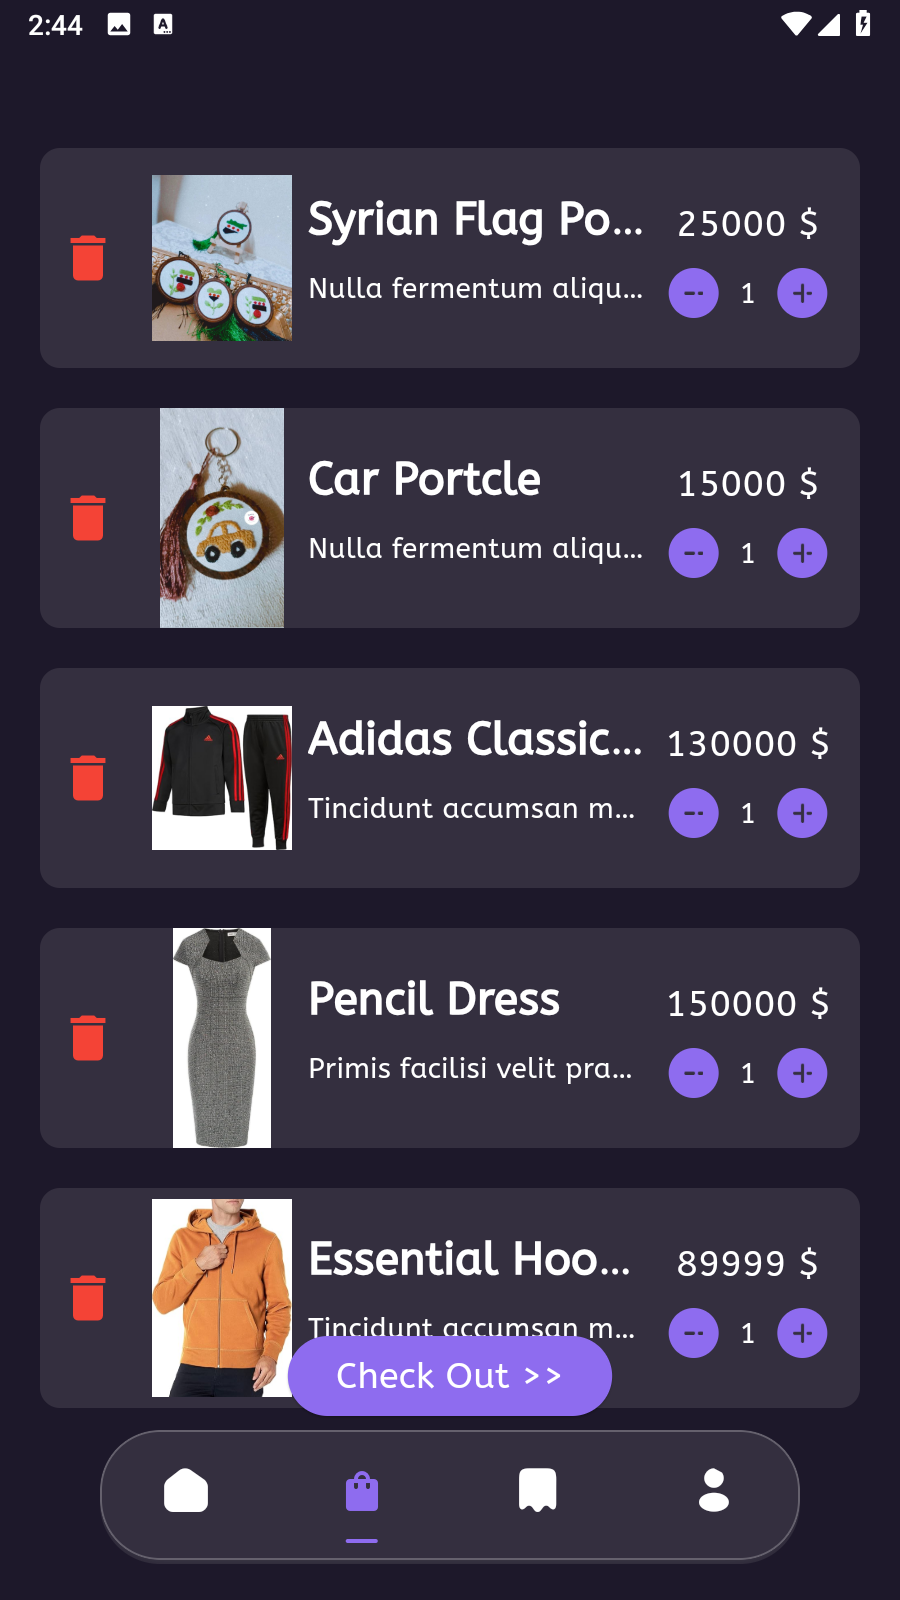 2:44
Syrian Flag Po...
25000 $
Nulla fermentum aliqu...
1
Car Portcle
15000 $
Nulla fermentum aliqu...
1
Adidas Classic...
130000 $
Tincidunt accumsan m...
1
Pencil Dress
150000 $
Primis facilisi velit pra...
1
Essential Hoo...
89999 $
Tincidunt accumsan m...
1
Check Out >>